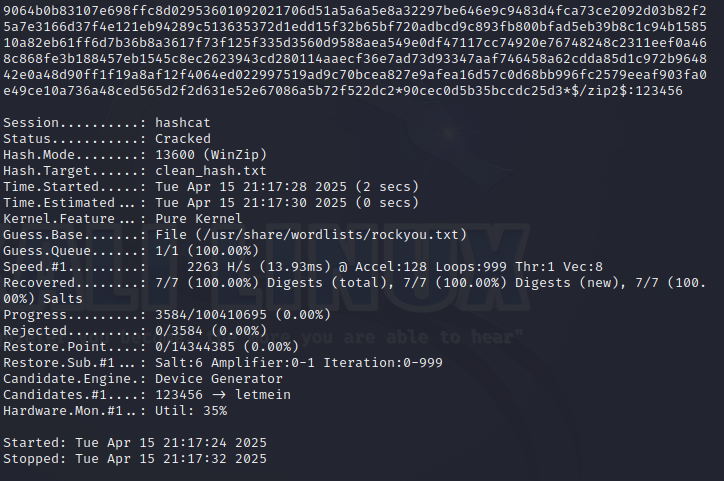 9064b0b83107e698ffc8d02953601092021706d51a5a6a5e8a32297be646e9c9483d4fca73ce2092d03b82f2
5a7e3166d37f4e121eb94289c513635372d1edd15f32b65bf720adbcd9c893fb800bfad5eb39b8c1c94b1585
10a82eb61ff6d7b36b8a3617f73f125f335d3560d9588aea549e0df47117cc74920e76748248c2311eef0a46
8c868fe3b188457eb1545c8ec2623943cd280114aaecf36e7ad73d93347aaf746458a62cdda85d1c972b9648
42e0a48d90ff1f19a8af12f4064ed022997519ad9c70bcea827e9afea16d57c0d68bb996fc2579eeaf903fa0
e49ce10a736a48ced565d2f2d631e52e67086a5b72f522dc2*90cec0d5b35bccdc25d3*$/zip2$:123456
Session..........: hashcat
Status...........: Cracked
Hash.Mode........: 13600 (WinZip)
Hash.Target......: clean_hash.txt
Time.Started.....: Tue Apr 15 21:17:28 2025 (2 secs)
Time.Estimated...: Tue Apr 15 21:17:30 2025 (0 secs)
Kernel.Feature...: Pure Kernel
Guess.Base.......: File (/usr/share/wordlists/rockyou.txt)
Guess.Queue......: 1/1 (100.00%)
Speed.#1.........:     2263 H/s (13.93ms) @ Accel:128 Loops:999 Thr:1 Vec:8
Recovered........: 7/7 (100.00%) Digests (total), 7/7 (100.00%) Digests (new), 7/7 (100.
00%) Salts
Progress.........: 3584/100410695 (0.00%)
Rejected.........: 0/3584 (0.00%)
Restore.Point....: 0/14344385 (0.00%)
Restore.Sub.#1...: Salt:6 Amplifier:0-1 Iteration:0-999
Candidate.Engine.: Device Generator
Candidates.#1....: 123456 -> letmein
Hardware.Mon.#1..: Util: 35%
Started: Tue Apr 15 21:17:24 2025
Stopped: Tue Apr 15 21:17:32 2025